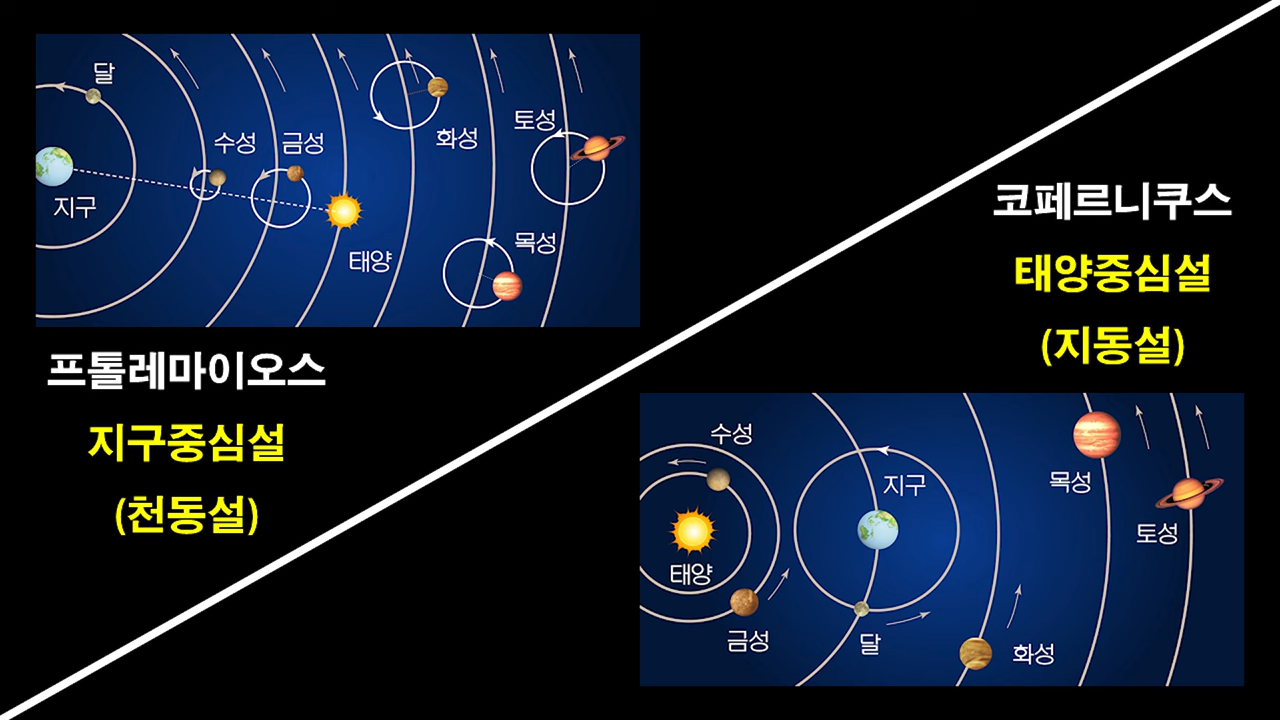 달
수성
금성
지구
태양
화성
토성
목성
프톨레마이오스
지구중심설
(천동설)
코페르니쿠스
태양중심설
(지동설)
수성
태양
금성
지구
달
화성
목성
토성